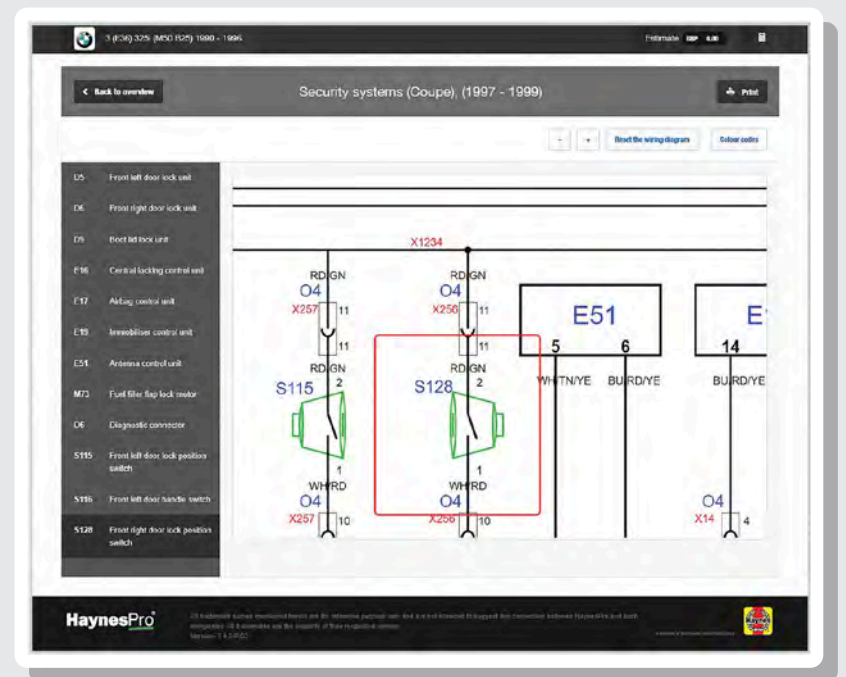 3 (E36) 325i (M50 B25) 1990 - 1996
Estimate GBP 0.00
Back to overview
Security systems (Coupe), (1997 - 1999)
Print
- +
Reset the wiring diagram
Colour codes
D5 Front left door lock unit
D6 Front right door lock unit
D9 Boot lid lock unit
E16 Central locking control unit
E17 Airbag control unit
E19 Immobiliser control unit
E51 Antenna control unit
M73 Fuel filler flap lock motor
O6 Diagnostic connector
S115 Front left door lock position
switch
S116 Front left door handle switch
S128 Front right door lock position
switch
X1234
RD/GN RD/GN
O4 O4
X257 11 X256 11
E51 E
11 11
5 6 14
RD/GN RD/GN
WH/TN/YE BU/RD/YE BU/RD/YE
S115 2 S128 2
1 1
WH/RD WH/RD
O4 O4 O4
X257 10 X256 10 X14 4
HaynesPro
Haynes